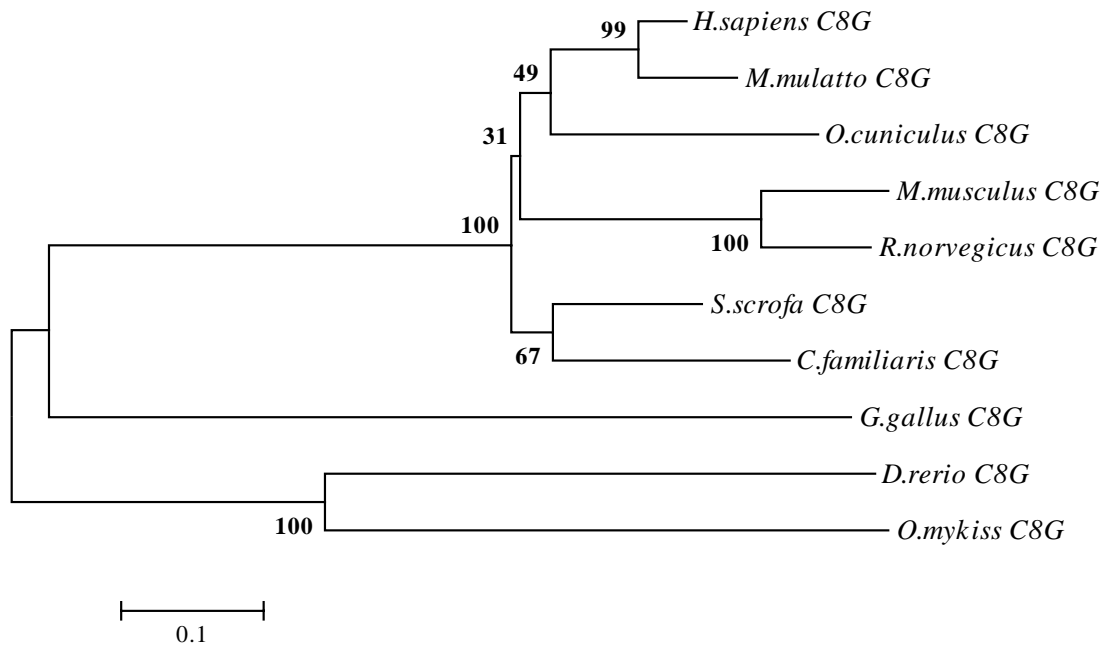 H.sapiens C8G
99
M.mulatto C8G
49
O.cuniculus C8G
31
M.musculus C8G
100
100
R.norvegicus C8G
S.scrofa C8G
67
C.familiaris C8G
G.gallus C8G
D.rerio C8G
100
O.mykiss C8G
0.1